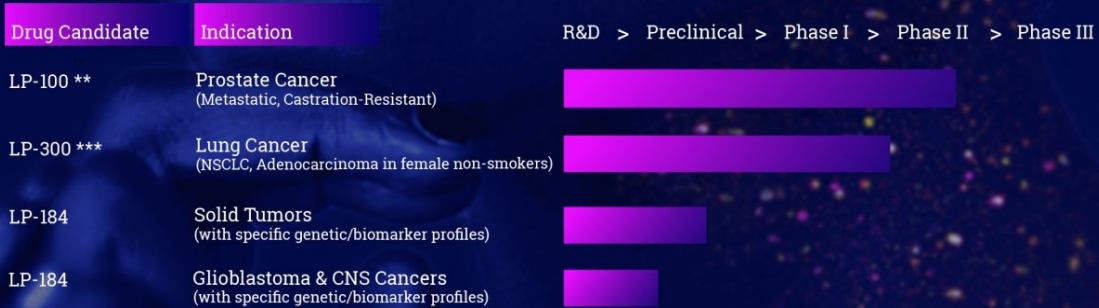 Drug Candidate Indication R&D > Preclinical > Phase I > Phase II > Phase III
LP-100 ** Prostate Cancer
(Metastatic, Castration-Resistant)
LP-300 *** Lung Cancer
(NSCLC, Adenocarcinoma in female non-smokers)
LP-184 Solid Tumors
(with specific genetic/biomarker profiles)
LP-184 Glioblastoma & CNS Cancers
(with specific genetic/biomarker profiles)